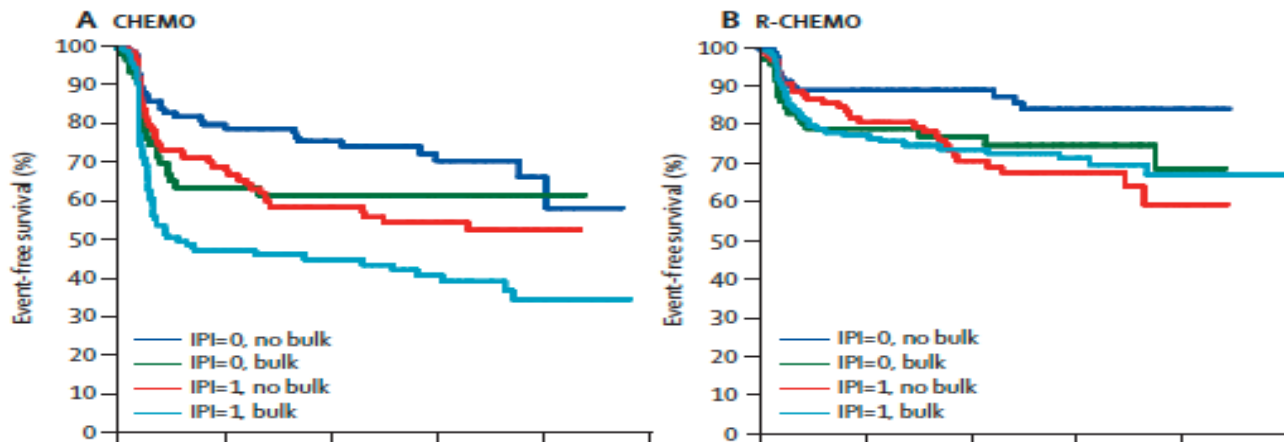 A CHEMO
Event-free survival (%)
100
90
80
70
60
50
40
30
20
10
0
IPI=0, no bulk
IPI=0, bulk
IPI=1, no bulk
IPI=1, bulk
B R-CHEMO
Event-free survival (%)
100
90
80
70
60
50
40
30
20
10
0
IPI=0, no bulk
IPI=0, bulk
IPI=1, no bulk
IPI=1, bulk